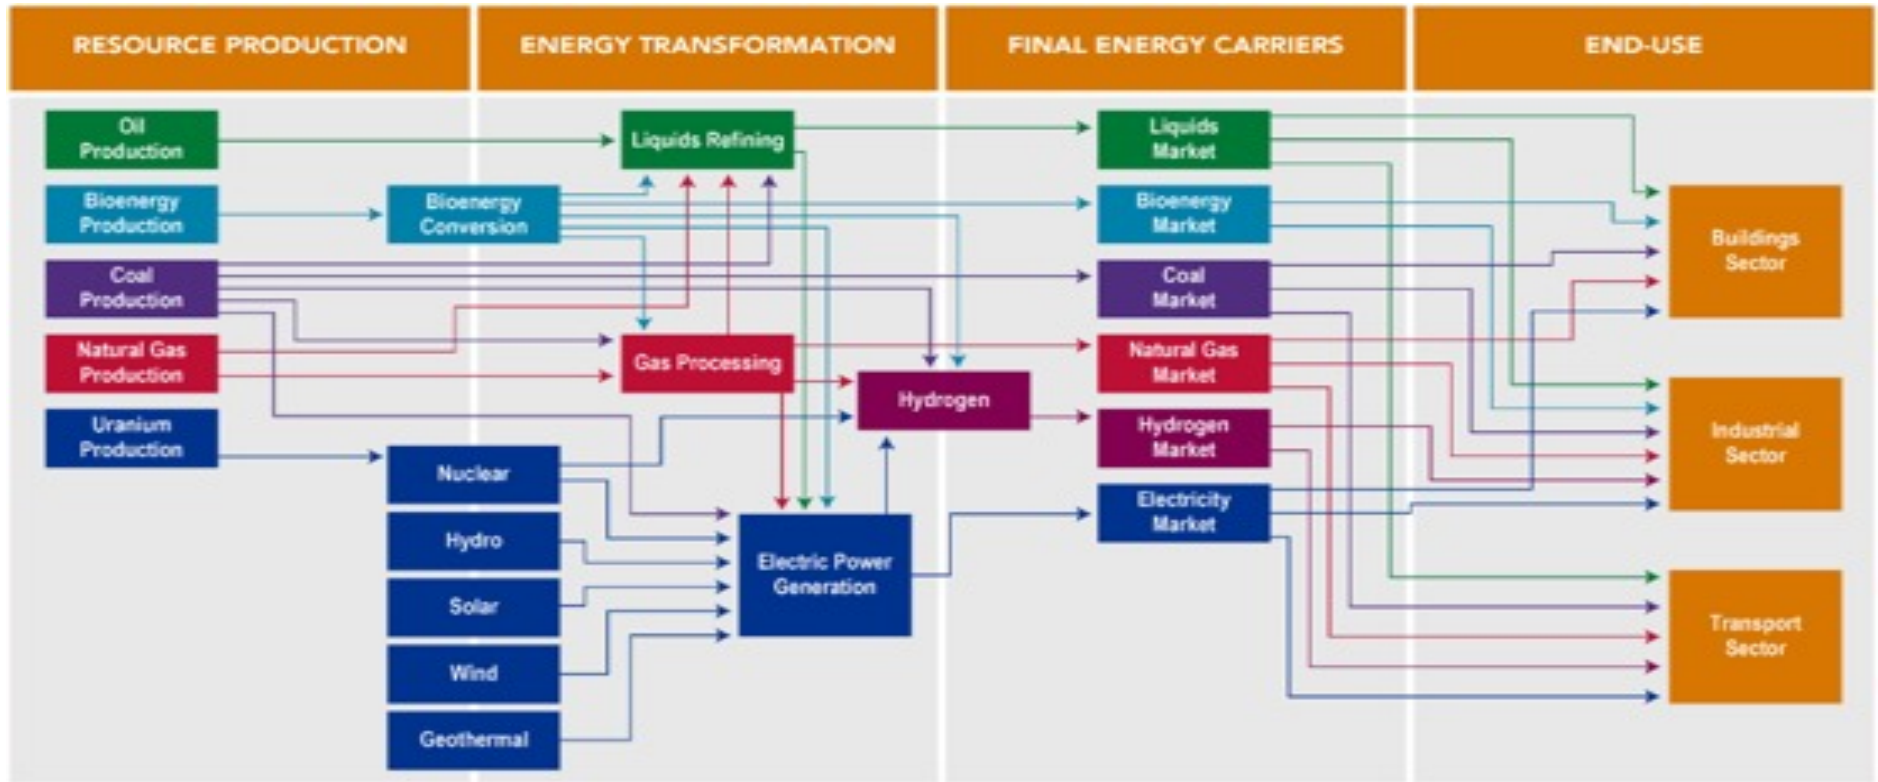 RESOURCE PRODUCTION
ENERGY TRANSFORMATION
FINAL ENERGY CARRIERS
END-USE
Oil
Production
Bioenergy
Production
Coal
Production
Natural Gas
Production
Uranium
Production
Bioenergy
Conversion
Nuclear
Hydro
Solar
Wind
Geothermal
Liquids Refining
Gas Processing
Hydrogen
Electric Power
Generation
Liquids
Market
Bioenergy
Market
Coal
Market
Natural Gas
Market
Hydrogen
Market
Electricity
Market
Buildings
Sector
Industrial
Sector
Transport
Sector